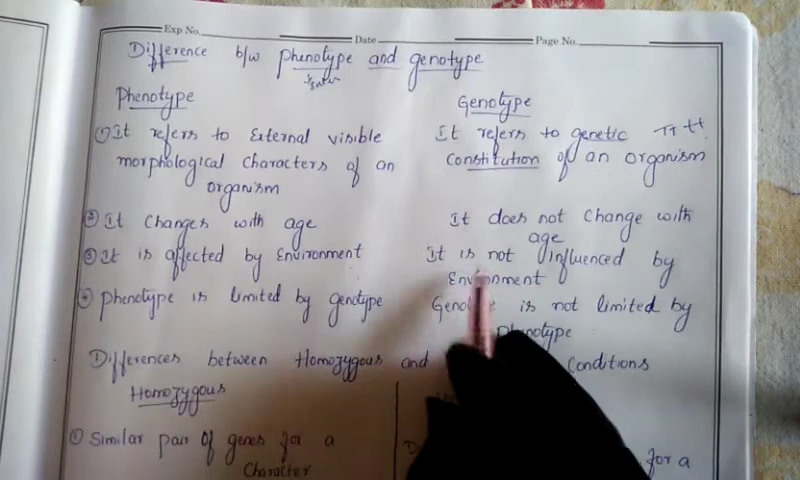 Exp No. Date Page No.
Difference b/w phenotype and genotype
Phenotype Genotype
① It refers to External visible It refers to genetic TT tt
morphological characters of an constitution of an organism
organism
② It changes with age It does not change with
age
③ It is affected by Environment It is not influenced by
Environment
④ phenotype is limited by genotype Genotype is not limited by
phenotype
Differences between Homozygous and Conditions
Homozygous
① Similar pair of genes for a for a
Character